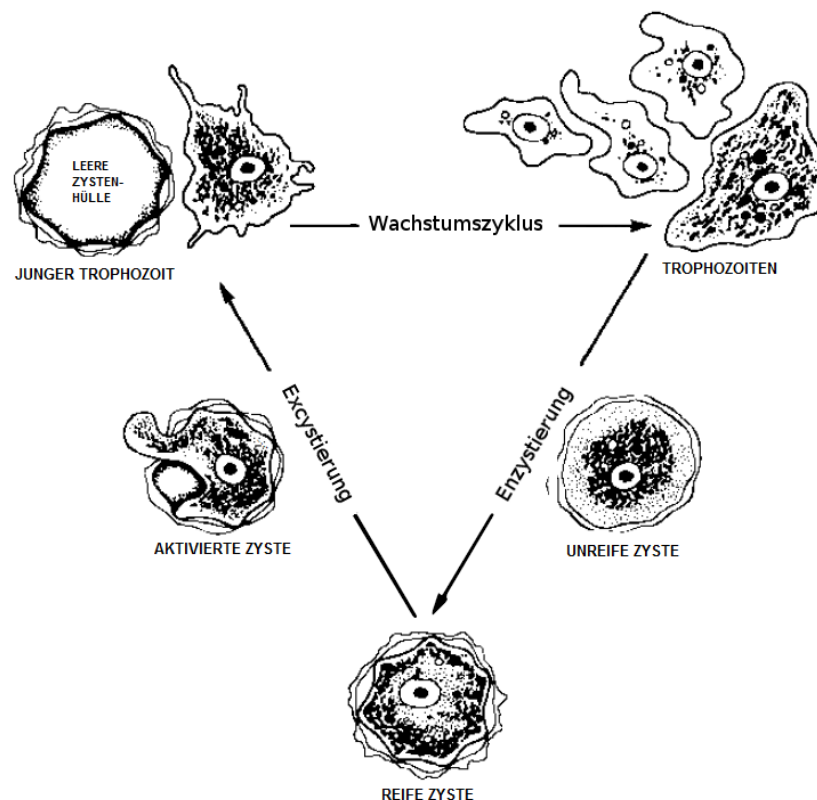 LEERE
ZYSTEN-
HÜLLE
JUNGER TROPHOZOIT
Wachstumszyklus
TROPHOZOITEN
Excystierung
Enzystierung
AKTIVIERTE ZYSTE
UNREIFE ZYSTE
REIFE ZYSTE